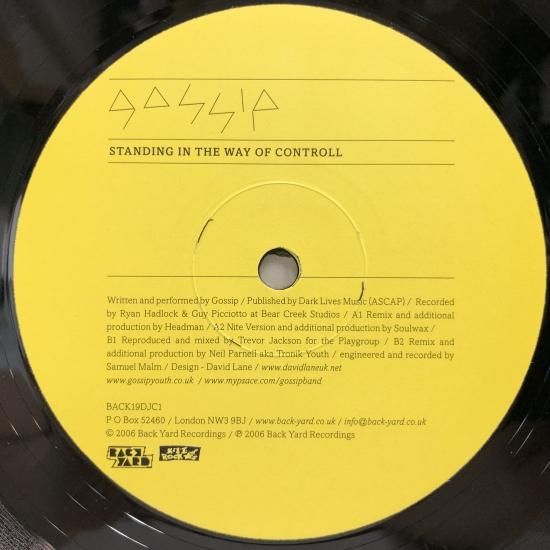 gossip
STANDING IN THE WAY OF CONTROLL
Written and performed by Gossip / Published by Dark Lives Music (ASCAP) / Recorded
by Ryan Hadlock & Guy Picciotto at Bear Creek Studios / A1 Remix and additional
production by Headman / A2 Nite Version and additional production by Soulwax /
B1 Reproduced and mixed by Trevor Jackson for the Playgroup / B2 Remix and
additional production by Neil Parnell aka Tronik Youth / engineered and recorded by
Samuel Malm / Design - David Lane / www.davidlaneuk.net
www.gossipyouth.co.uk / www.mypsace.com/gossipband
BACK19DJC1
P O Box 52460 / London NW3 9BJ / www.back-yard.co.uk / info@back-yard.co.uk
© 2006 Back Yard Recordings / ℗ 2006 Back Yard Recordings
BACK YARD KILL ROCK STARS